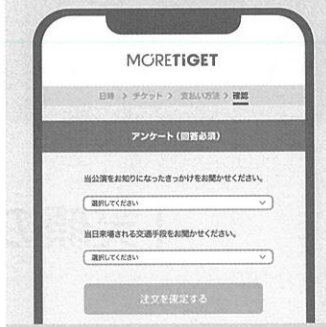 MORETIGET
日時 > チケット > 支払い方法 > 確認
アンケート(回答必須)
当公演をお知りになったきっかけをお聞かせください。
選択してください
当日来場される交通手段をお聞かせください。
選択してください
注文を確定する